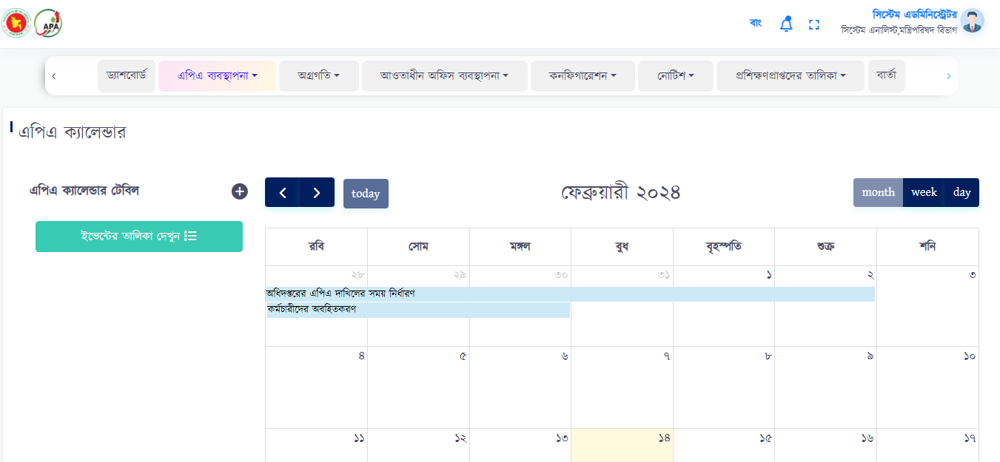 APA
বাং
সিস্টেম এডমিনিস্ট্রেটর
সিস্টেম এনালিস্ট,মন্ত্রিপরিষদ বিভাগ
ড্যাশবোর্ড এপিএ ব্যবস্থাপনা অগ্রগতি আওতাধীন অফিস ব্যবস্থাপনা কনফিগারেশন নোটিশ প্রশিক্ষণপ্রাপ্তদের তালিকা বার্তা
এপিএ ক্যালেন্ডার
এপিএ ক্যালেন্ডার টেবিল
ইভেন্টের তালিকা দেখুন
today ফেব্রুয়ারী ২০২৪ month week day
রবি সোম মঙ্গল বুধ বৃহস্পতি শুক্র শনি
২৮ ২৯ ৩০ ৩১ ১ ২ ৩
অধিদপ্তরের এপিএ দাখিলের সময় নির্ধারণ
কর্মচারীদের অবহিতকরণ
৪ ৫ ৬ ৭ ৮ ৯ ১০
১১ ১২ ১৩ ১৪ ১৫ ১৬ ১৭